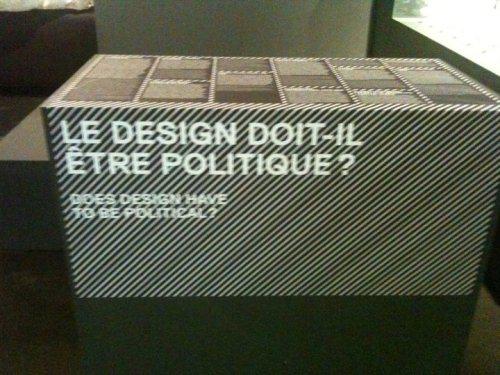 LE DESIGN DOIT-IL
ÊTRE POLITIQUE ?
DOES DESIGN HAVE
TO BE POLITICAL?